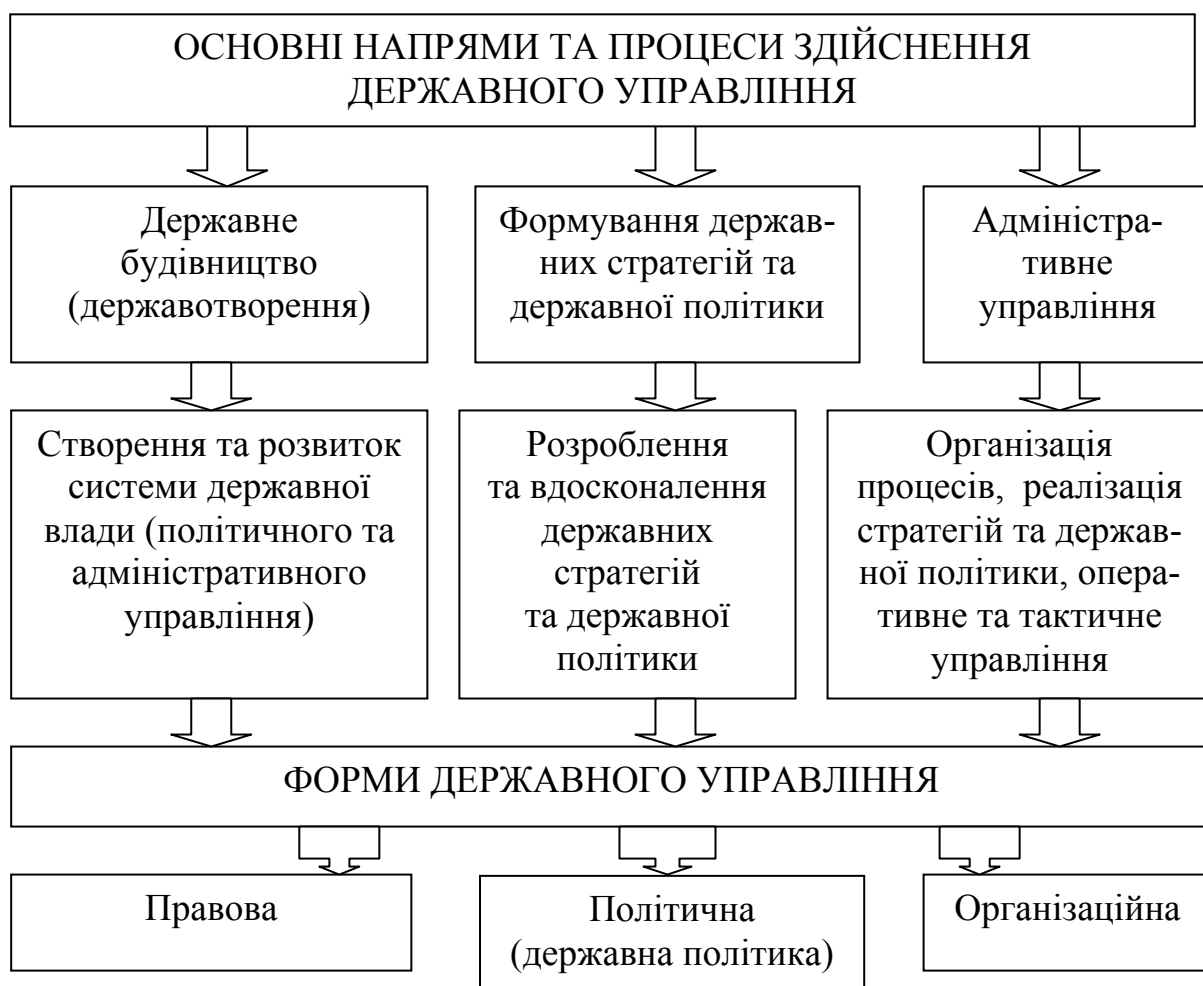 ОСНОВНІ НАПРЯМИ ТА ПРОЦЕСИ ЗДІЙСНЕННЯ
ДЕРЖАВНОГО УПРАВЛІННЯ
Державне
будівництво
(державотворення)
Формування держав-
них стратегій та
державної політики
Адміністра-
тивне
управління
Створення та розвиток
системи державної
влади (політичного та
адміністративного
управління)
Розроблення
та вдосконалення
державних
стратегій
та державної
політики
Організація
процесів, реалізація
стратегій та держав-
ної політики, опера-
тивне та тактичне
управління
ФОРМИ ДЕРЖАВНОГО УПРАВЛІННЯ
Правова
Політична
(державна політика)
Організаційна